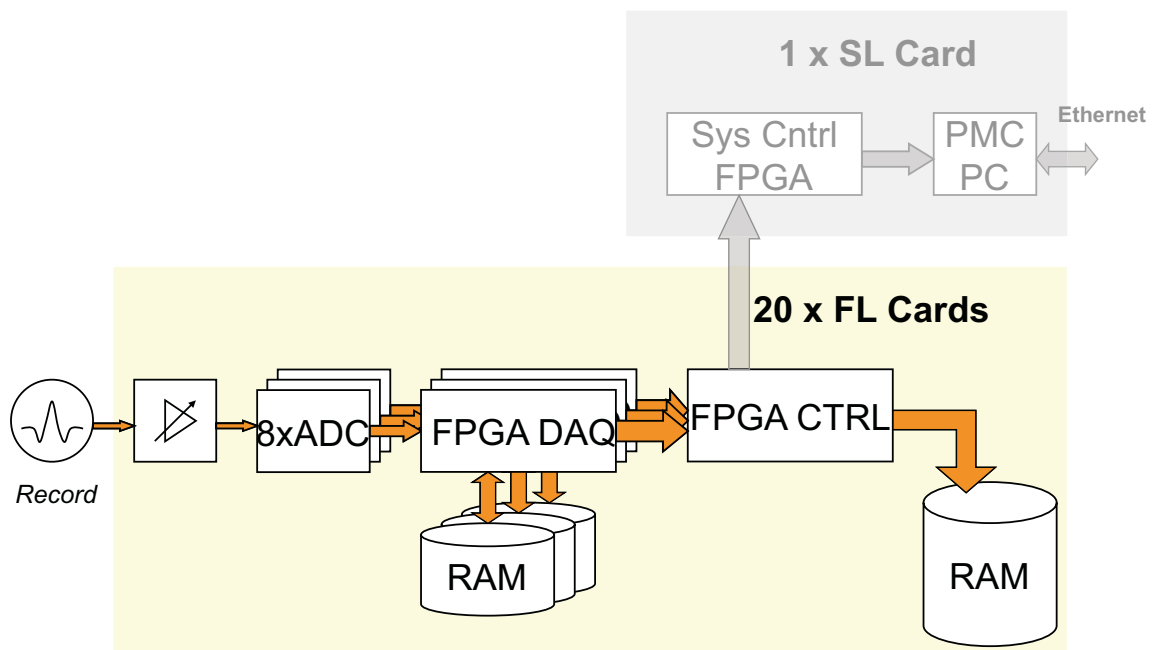 1 x SL Card
Ethernet
Sys Cntrl
FPGA
PMC
PC
20 x FL Cards
8xADC
FPGA DAQ
FPGA CTRL
Record
RAM
RAM